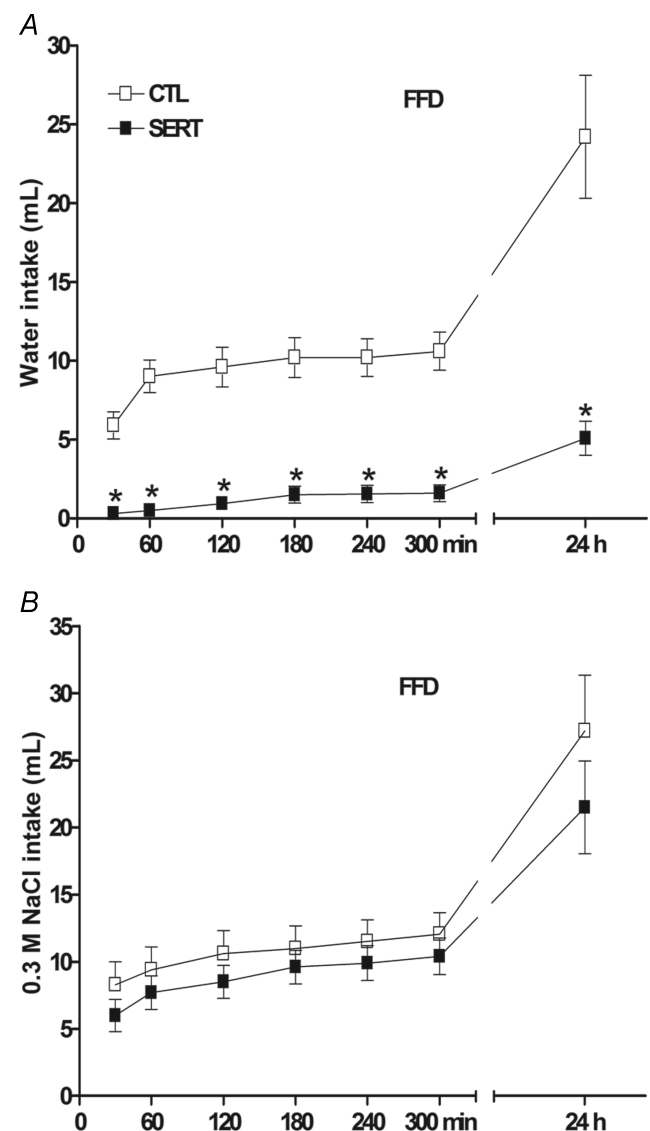 A
30
CTL
FFD
25
SERT
20
15
10
5
0
* * * * * * *
0 60 120 180 240 300 min 24 h
Water intake (mL)
B
35
FFD
30
25
20
15
10
5
0
0 60 120 180 240 300 min 24 h
0.3 M NaCl intake (mL)